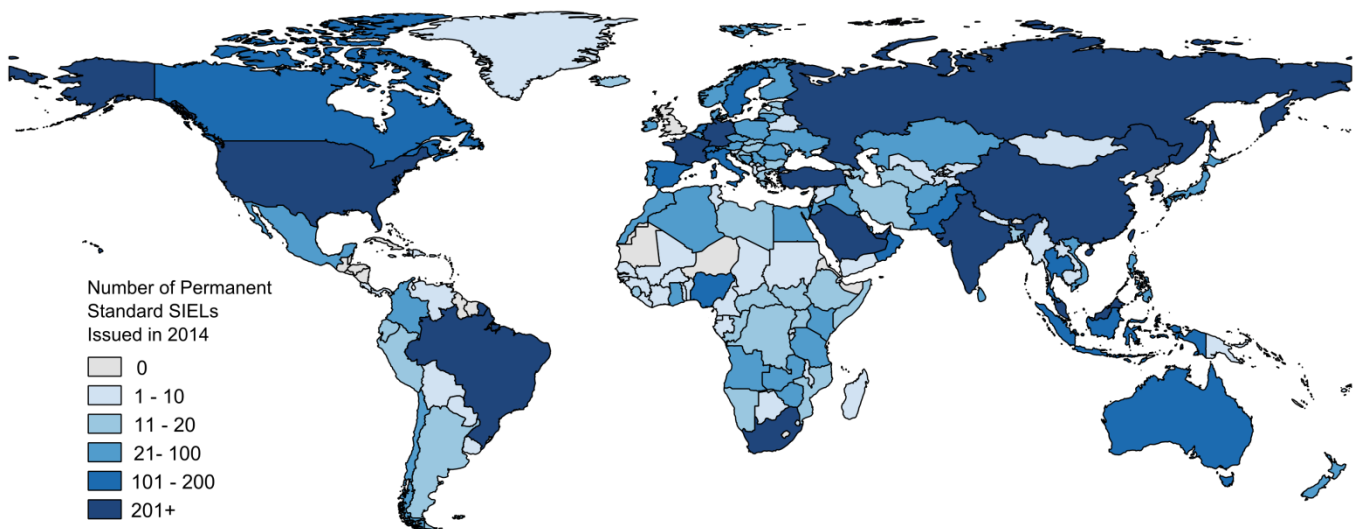 Number of Permanent
Standard SIELs
Issued in 2014
0
1 - 10
11 - 20
21- 100
101 - 200
201+